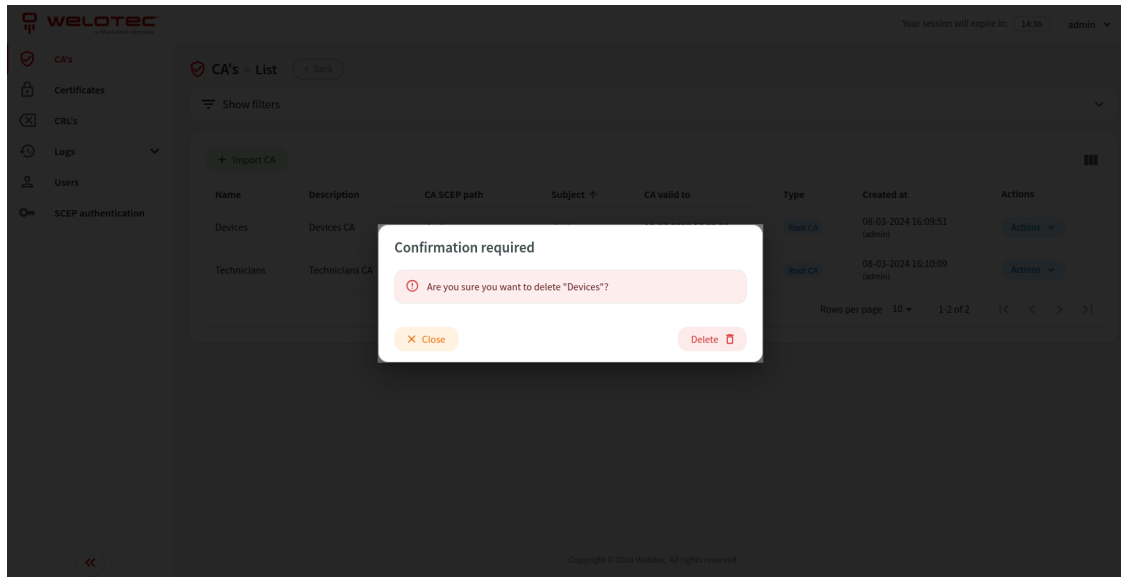 WELOTEC
Your session will expire in: 14:36 admin
CA's
Certificates
CRL's
Logs
Users
SCEP authentication
CA's - List
< Back
Show filters
+ Import CA
Name Description CA SCEP path Subject ↑ CA valid to Type Created at Actions
Devices Devices CA Root CA 08-03-2024 16:09:51 Actions
(admin)
Technicians Technicians CA Root CA 08-03-2024 16:10:09 Actions
(admin)
Rows per page 10 1-2 of 2
Confirmation required
Are you sure you want to delete "Devices"?
Close
Delete
Copyright © 2024 Welotec. All rights reserved.